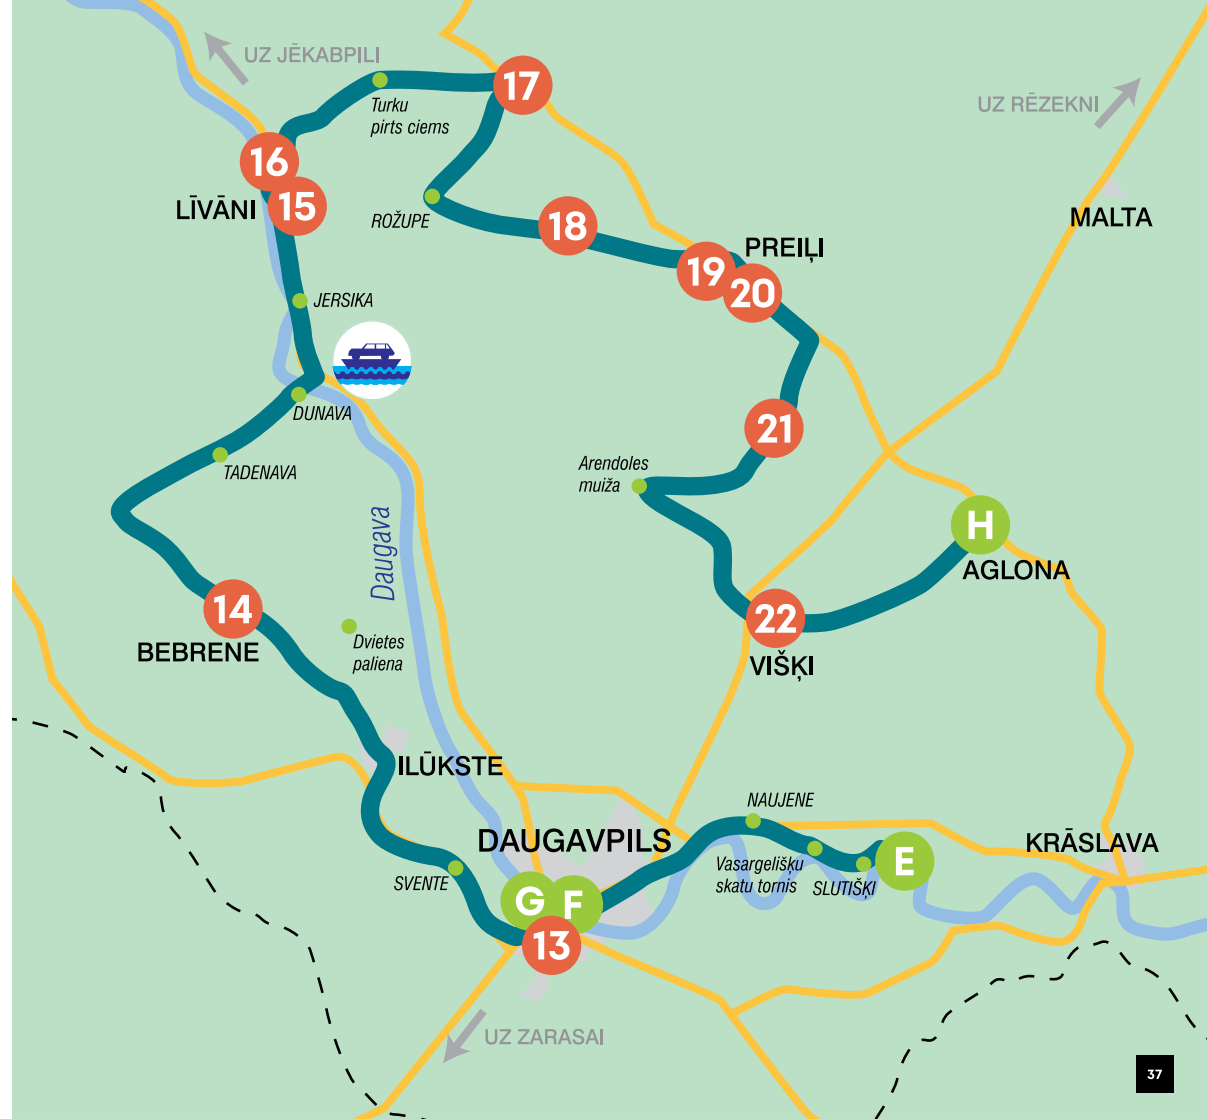 UZ JĒKABPILI
17
Turku
pirts ciems
UZ RĒZEKNI
16
LĪVĀNI
15
ROŽUPE
18
MALTA
PREIĻI
19
20
JERSIKA
DUNAVA
21
TADENAVA
Arendoles
muiža
Daugava
H
AGLONA
14
BEBRENE
Dvietes
paliena
22
VIŠĶI
ILŪKSTE
NAUJENE
DAUGAVPILS
KRĀSLAVA
Vasargelišķu
skatu tornis
SLUTIŠĶI
E
SVENTE
G
F
13
UZ ZARASAI
37